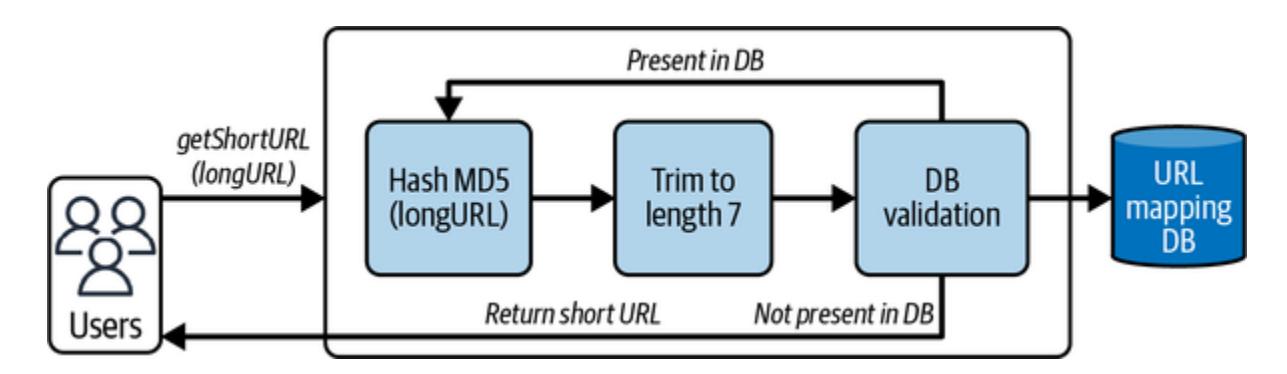 Present in DB
getShortURL
(longURL)
Hash MD5
(longURL)
Trim to
length 7
DB
validation
URL
mapping
DB
Users
Return short URL
Not present in DB